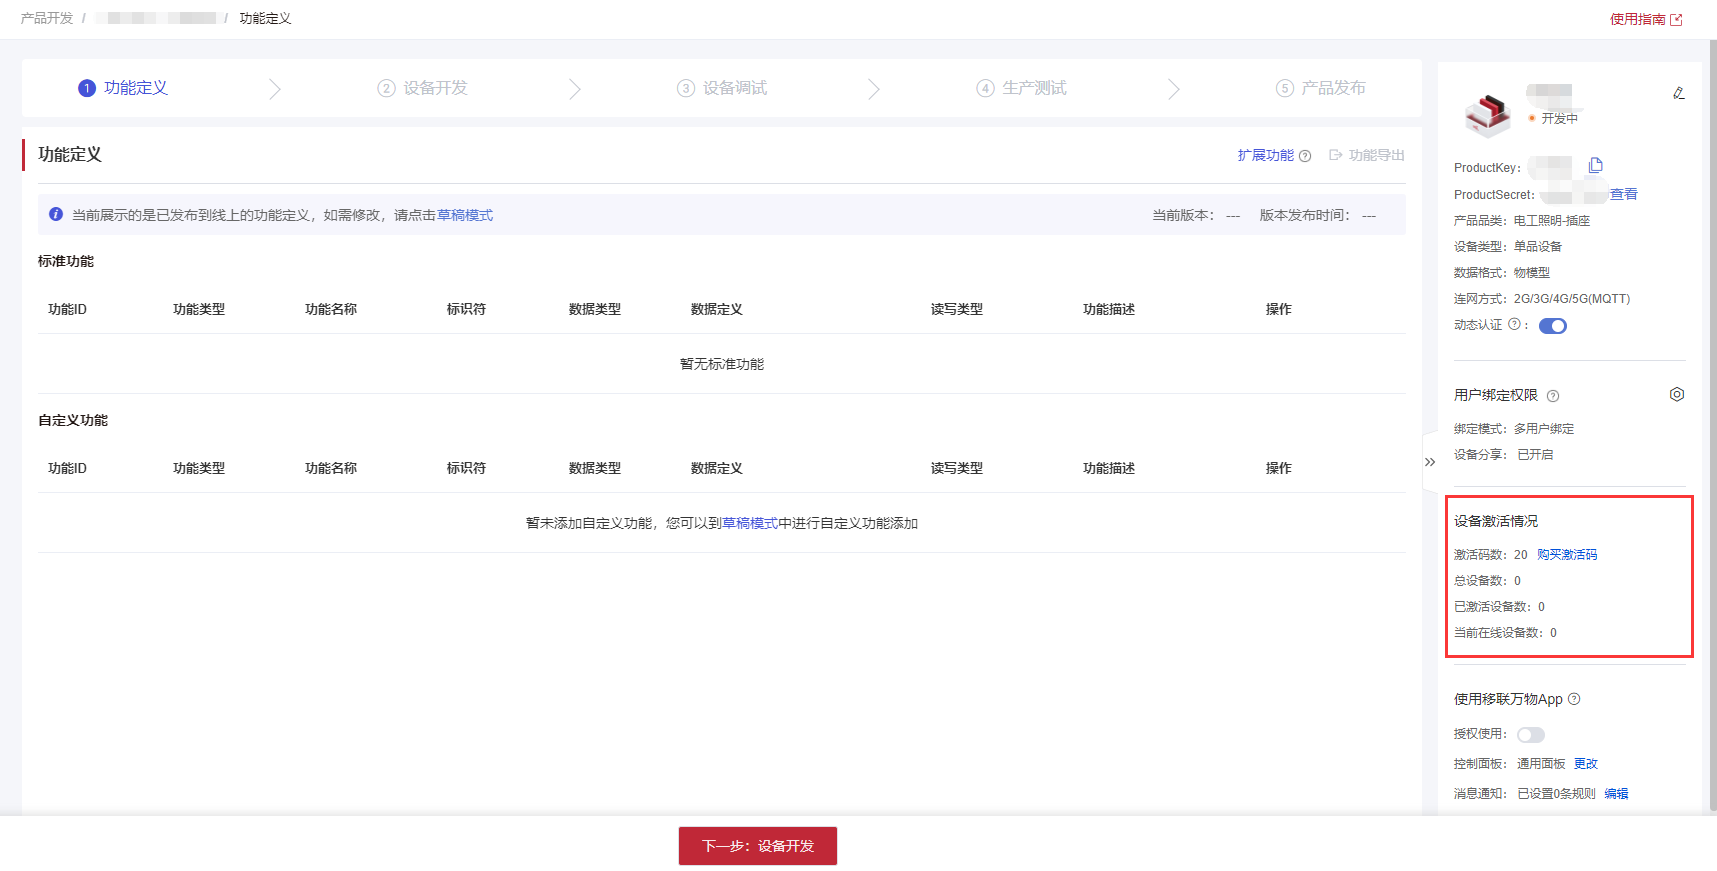 产品开发 / / 功能定义
使用指南
1 功能定义
2 设备开发
3 设备调试
4 生产测试
5 产品发布
功能定义
扩展功能 ? 功能导出
i 当前展示的是已发布到线上的功能定义，如需修改，请点击草稿模式
当前版本： --- 版本发布时间： ---
标准功能
功能ID 功能类型 功能名称 标识符 数据类型 数据定义 读写类型 功能描述 操作
暂无标准功能
自定义功能
功能ID 功能类型 功能名称 标识符 数据类型 数据定义 读写类型 功能描述 操作
暂未添加自定义功能，您可以到草稿模式中进行自定义功能添加
下一步：设备开发
开发中
ProductKey：
ProductSecret： 查看
产品品类： 电工照明-插座
设备类型： 单品设备
数据格式： 物模型
连网方式： 2G/3G/4G/5G(MQTT)
动态认证 ? ：
用户绑定权限 ?
绑定模式： 多用户绑定
设备分享： 已开启
设备激活情况
激活码数： 20 购买激活码
总设备数： 0
已激活设备数： 0
当前在线设备数： 0
使用移联万物App ?
授权使用：
控制面板： 通用面板 更改
消息通知： 已设置0条规则 编辑